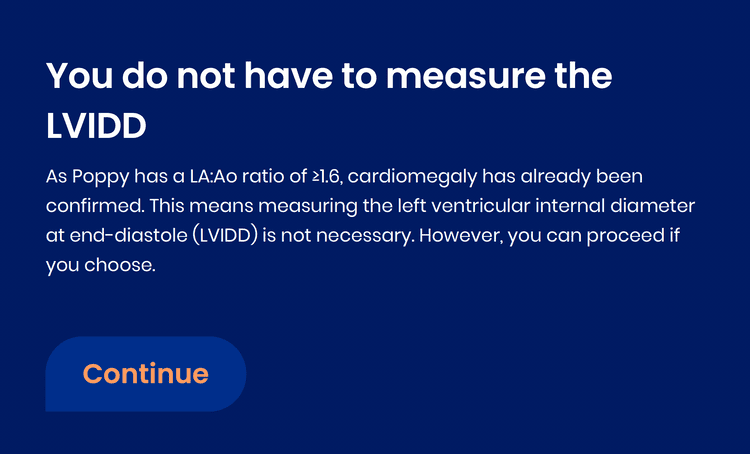 You do not have to measure the
LVIDD
As Poppy has a LA:Ao ratio of ≥1.6, cardiomegaly has already been
confirmed. This means measuring the left ventricular internal diameter
at end-diastole (LVIDD) is not necessary. However, you can proceed if
you choose.
Continue